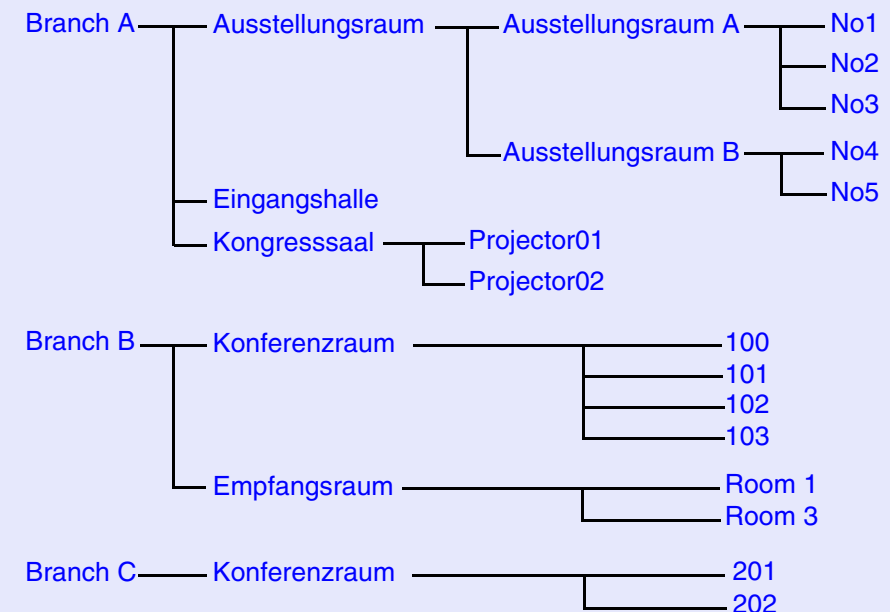 Branch A Ausstellungsraum Ausstellungsraum A No1
No2
No3
Ausstellungsraum B No4
No5
Eingangshalle
Kongresssaal Projector01
Projector02
Branch B Konferenzraum 100
101
102
103
Empfangsraum Room 1
Room 3
Branch C Konferenzraum 201
202